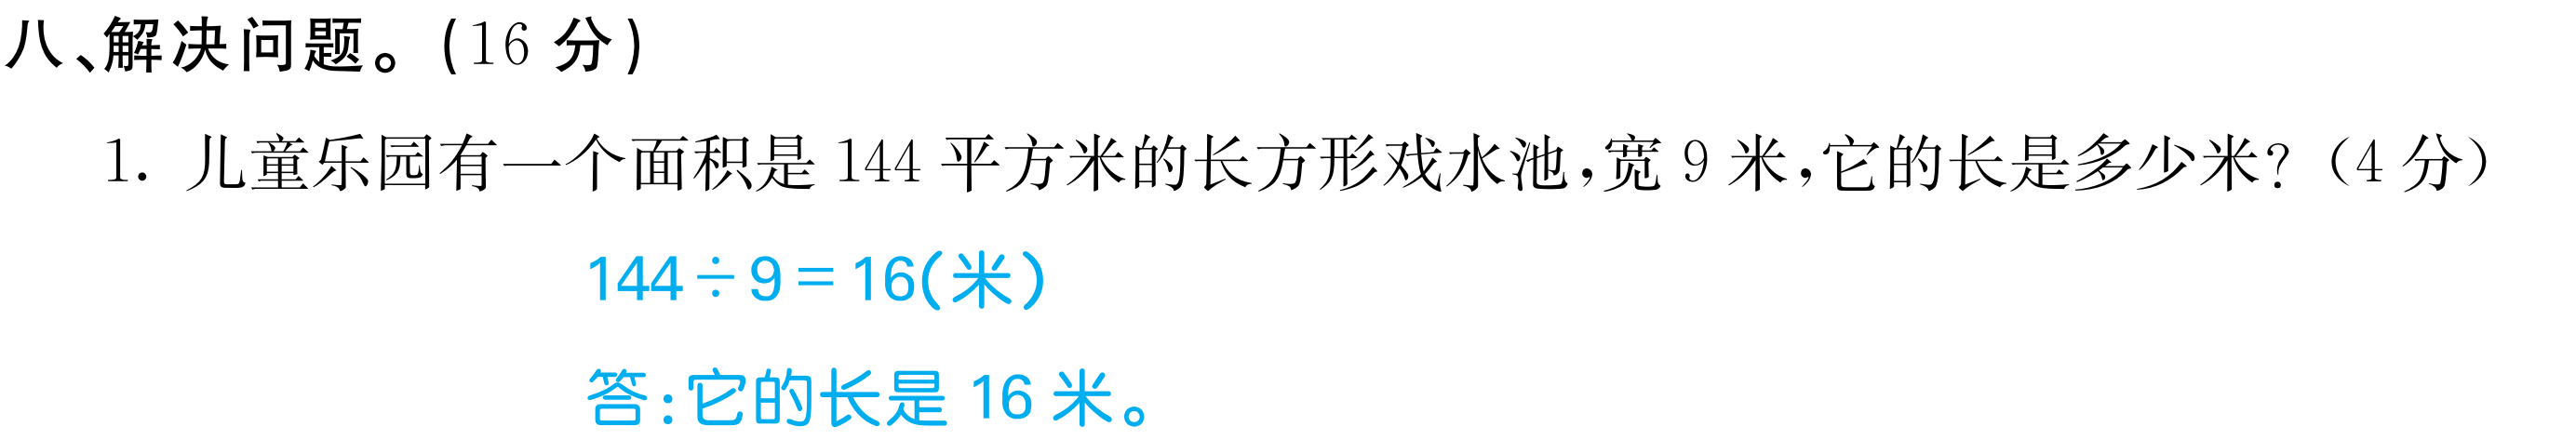 八、解决问题。(16 分)
1. 儿童乐园有一个面积是 144 平方米的长方形戏水池,宽 9 米,它的长是多少米?(4 分)
144÷9=16(米)
答:它的长是 16 米。